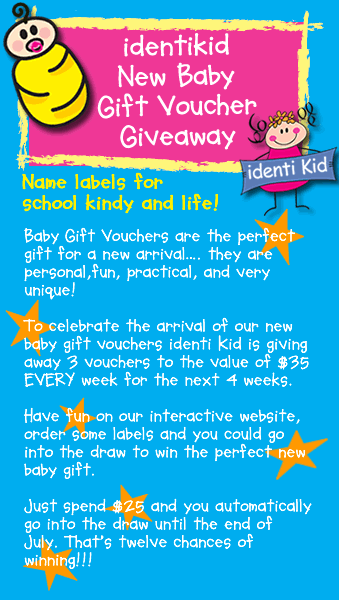 identikid
New Baby
Gift Voucher
Giveaway
identi Kid
Name labels for
school kindy and life!
Baby Gift Vouchers are the perfect
gift for a new arrival.... they are
personal,fun, practical, and very
unique!
To celebrate the arrival of our new
baby gift vouchers identi Kid is giving
away 3 vouchers to the value of $35
EVERY week for the next 4 weeks.
Have fun on our interactive website,
order some labels and you could go
into the draw to win the perfect new
baby gift.
Just spend $25 and you automatically
go into the draw until the end of
July. That's twelve chances of
winning!!!